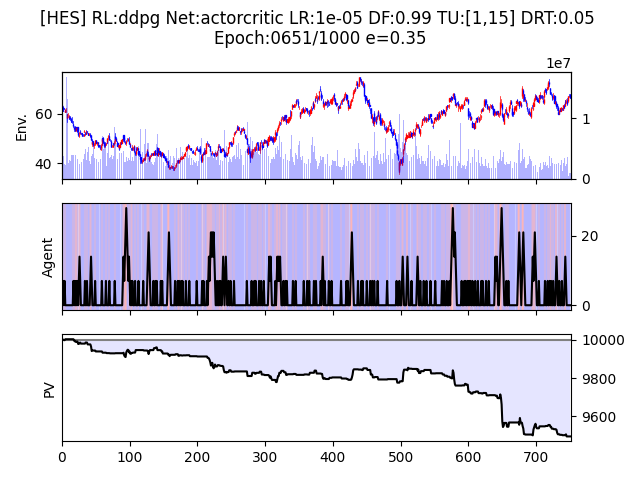 [HES] RL:ddpg Net:actorcritic LR:1e-05 DF:0.99 TU:[1,15] DRT:0.05
Epoch:0651/1000 e=0.35
1e7
60
40
Env.
1
0
Agent
20
0
PV
10000
9800
9600
0 100 200 300 400 500 600 700